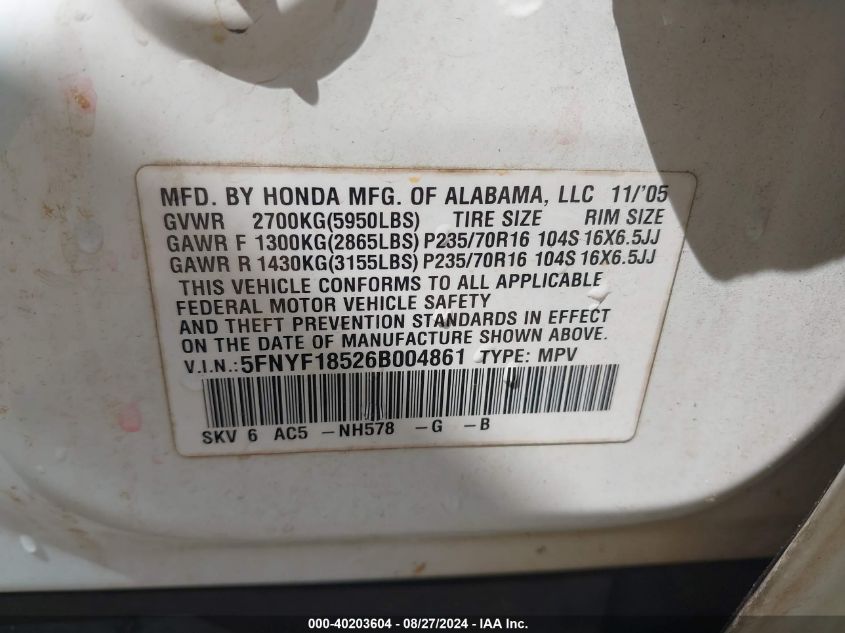 MFD. BY HONDA MFG. OF ALABAMA, LLC 11/'05
GVWR 2700KG(5950LBS) TIRE SIZE RIM SIZE
GAWR F 1300KG(2865LBS) P235/70R16 104S 16X6.5JJ
GAWR R 1430KG(3155LBS) P235/70R16 104S 16X6.5JJ
THIS VEHICLE CONFORMS TO ALL APPLICABLE
FEDERAL MOTOR VEHICLE SAFETY
AND THEFT PREVENTION STANDARDS IN EFFECT
ON THE DATE OF MANUFACTURE SHOWN ABOVE.
V.I.N.: 5FNYF18526B004861 TYPE: MPV
SKV 6 AC5 -NH578 -G -B
000-40203604 - 08/27/2024 - IAA Inc.